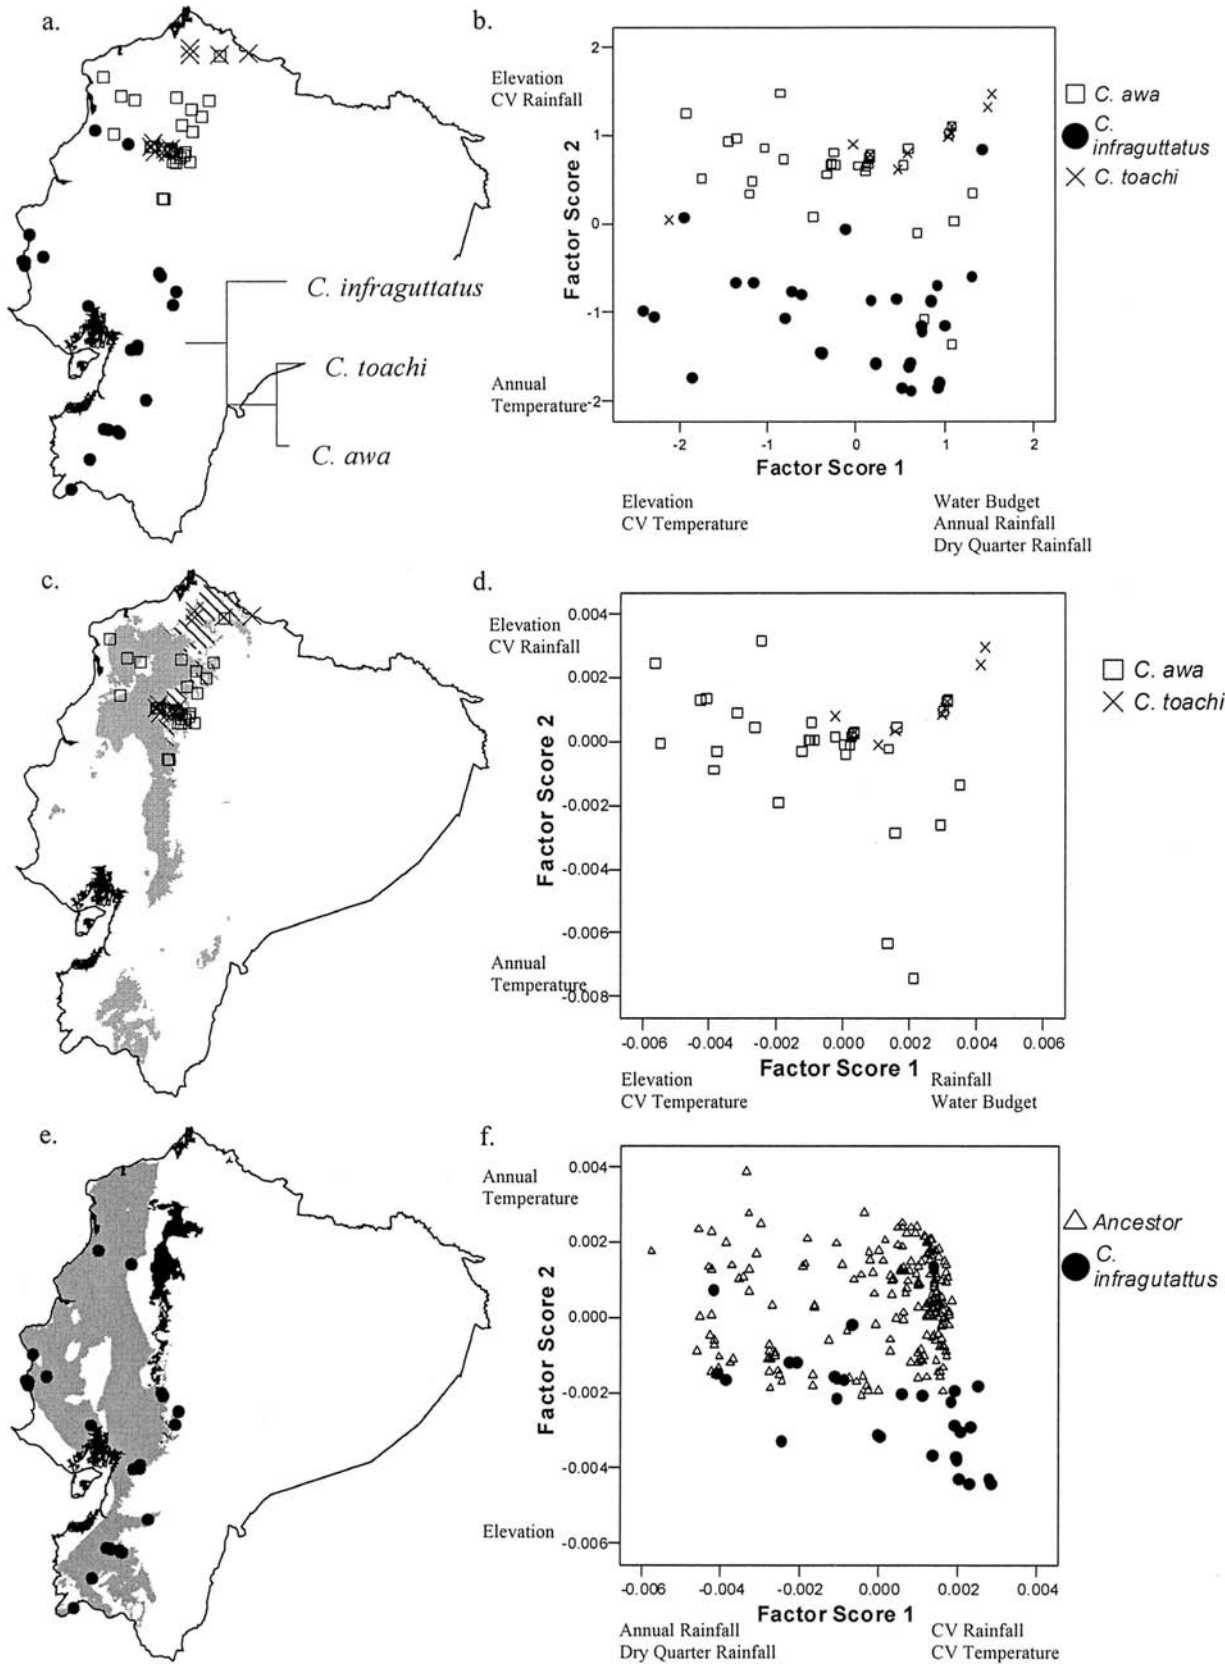 a.
C. infraguttatus
C. toachi
C. awa
b.
Elevation
CV Rainfall
Annual
Temperature
Factor Score 2
2
1
0
-1
-2
-2 -1 0 1 2
Factor Score 1
Elevation
CV Temperature
Water Budget
Annual Rainfall
Dry Quarter Rainfall
C. awa
C.
infraguttatus
C. toachi
c.
d.
Elevation
CV Rainfall
Annual
Temperature
Factor Score 2
0.004
0.002
0.000
-0.002
-0.004
-0.006
-0.008
-0.006 -0.004 -0.002 0.000 0.002 0.004 0.006
Factor Score 1
Elevation
CV Temperature
Rainfall
Water Budget
C. awa
C. toachi
e.
f.
Annual
Temperature
Elevation
Factor Score 2
0.004
0.002
0.000
-0.002
-0.004
-0.006
-0.006 -0.004 -0.002 0.000 0.002 0.004
Factor Score 1
Annual Rainfall
Dry Quarter Rainfall
CV Rainfall
CV Temperature
Ancestor
C.
infragutattus